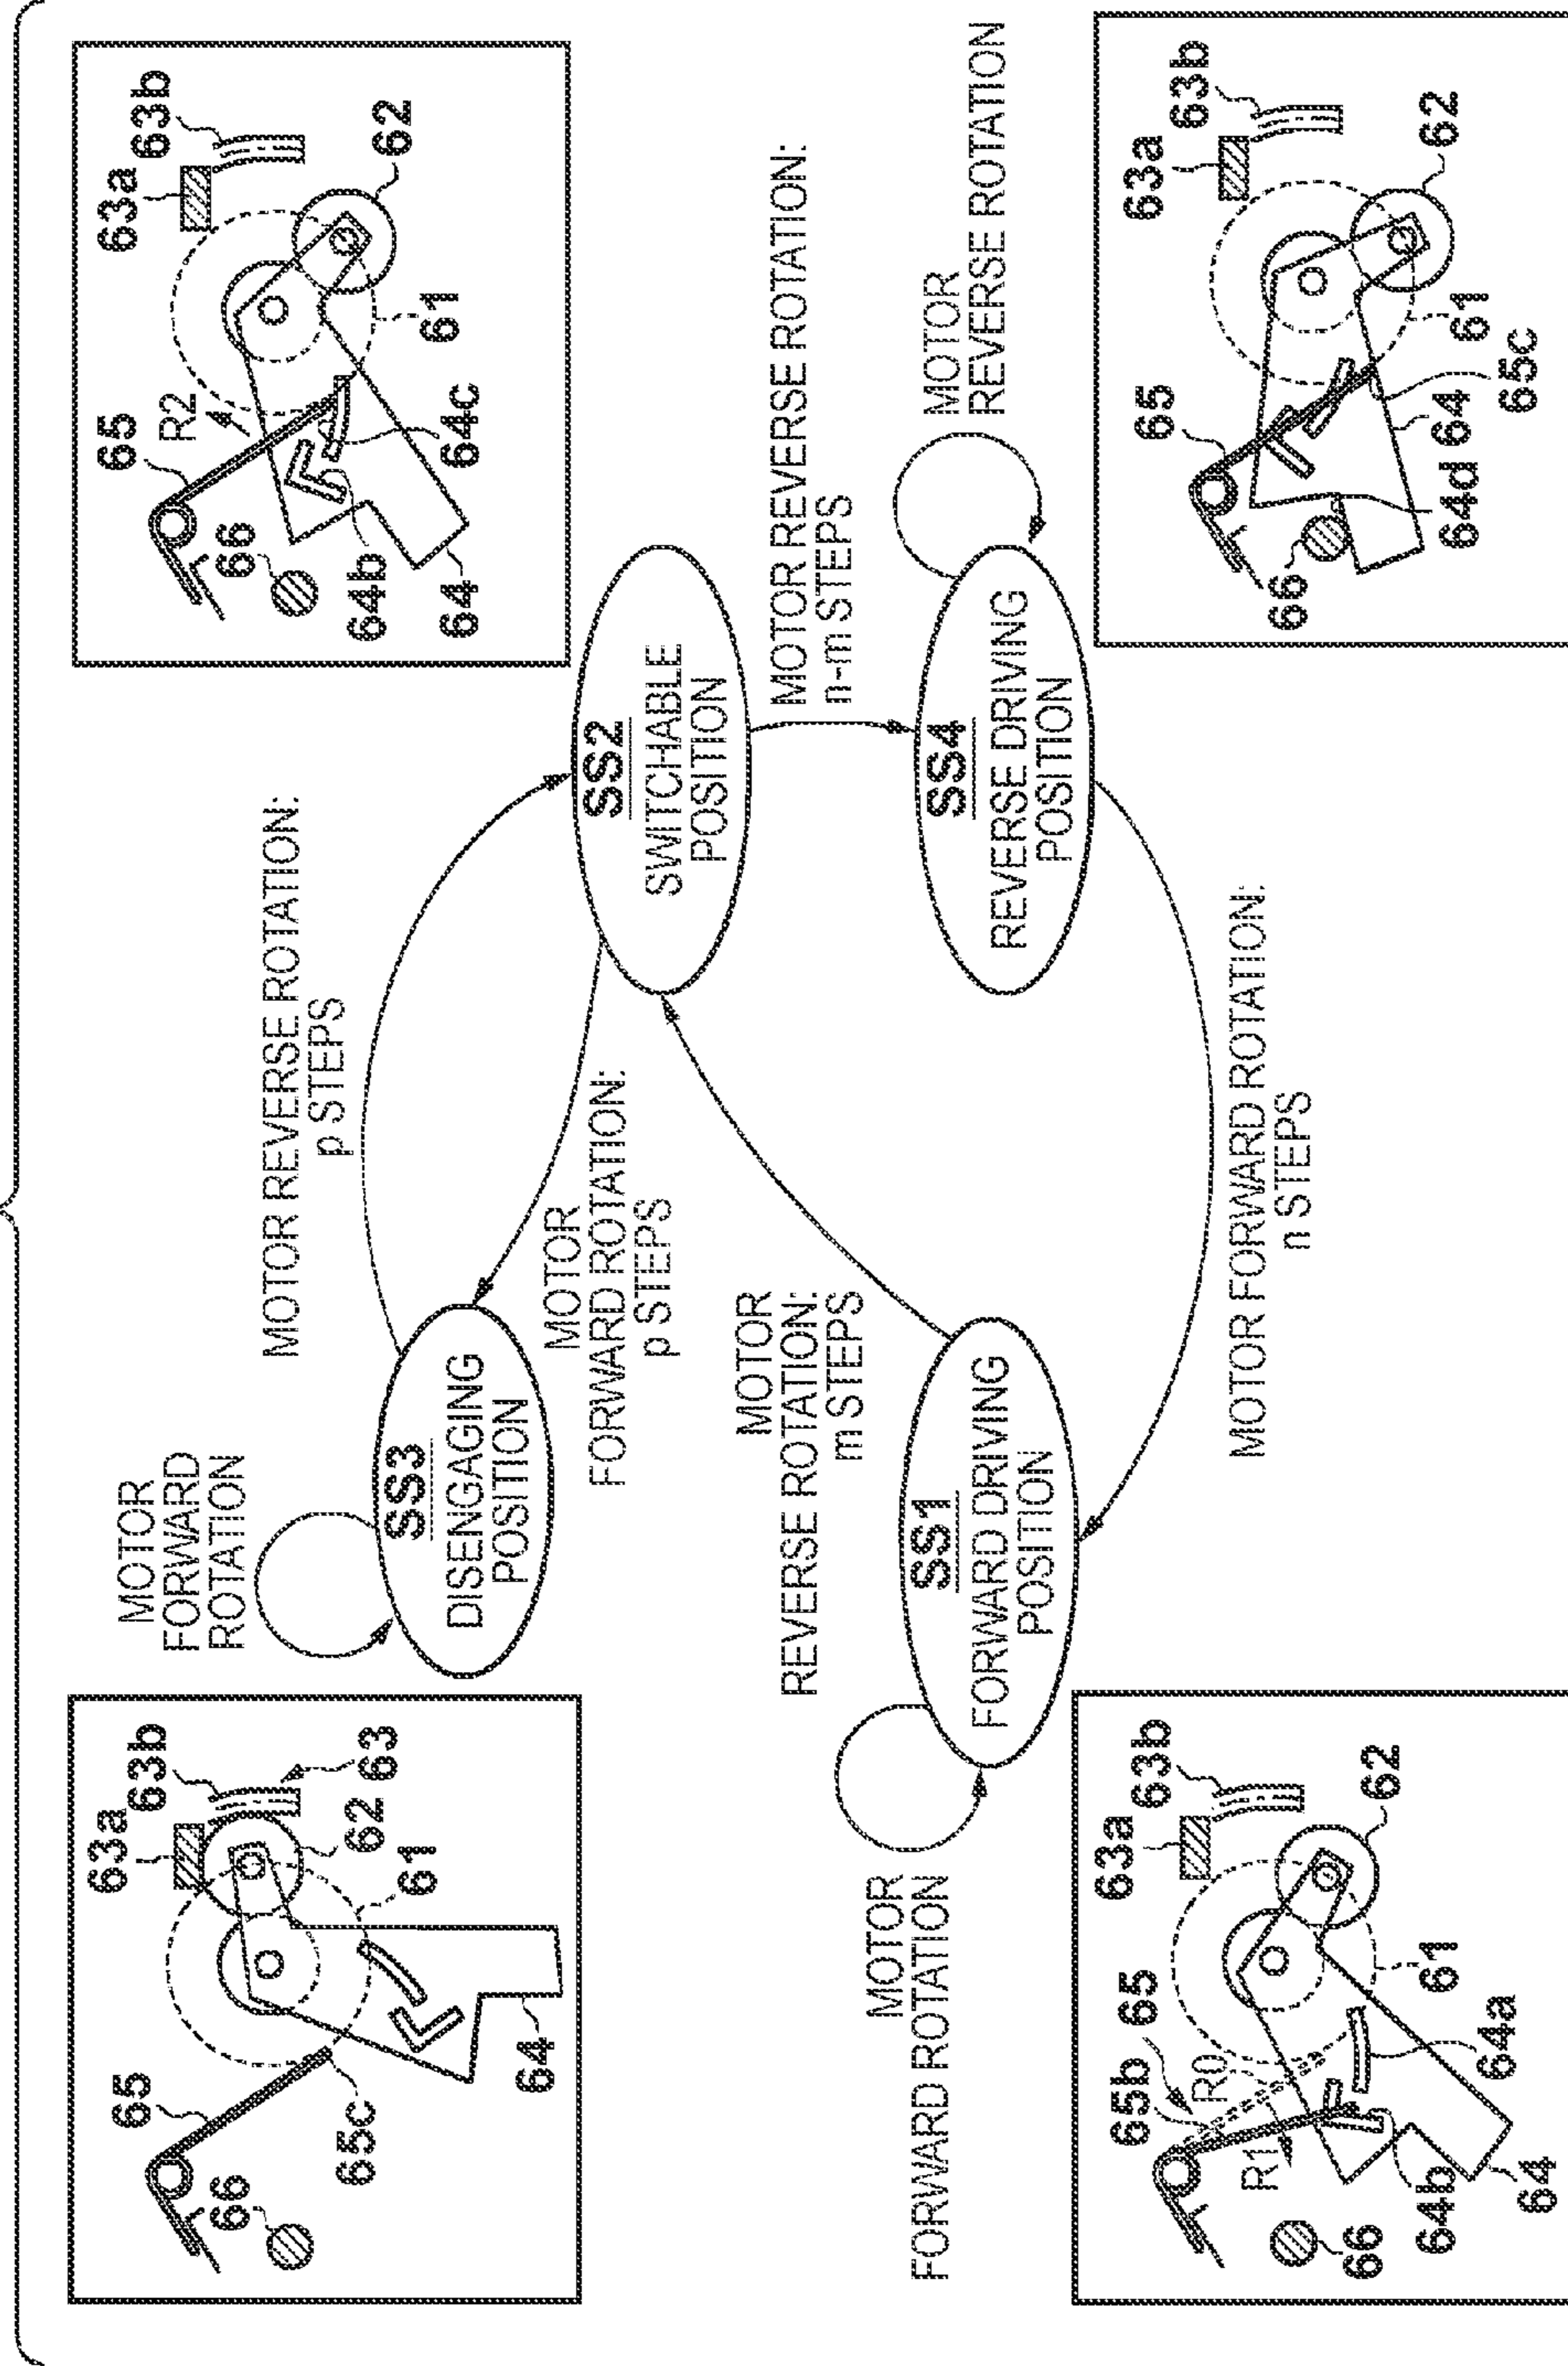 63a
63b
63
62
61
64
65
65c
66
MOTOR
FORWARD
ROTATION
SS3
DISENGAGING
POSITION
MOTOR REVERSE ROTATION:
p STEPS
MOTOR
FORWARD ROTATION:
p STEPS
65
R2
66
64b
64
64c
61
62
63a
63b
SS2
SWITCHABLE
POSITION
MOTOR REVERSE ROTATION:
n-m STEPS
MOTOR
REVERSE ROTATION:
m STEPS
MOTOR
FORWARD ROTATION
SS1
FORWARD DRIVING
POSITION
MOTOR FORWARD ROTATION:
n STEPS
SS4
REVERSE DRIVING
POSITION
MOTOR
REVERSE ROTATION
65b
65
R0
R1
66
64b
64
64a
61
62
63a
63b
65
66
64d
64
65c
61
62
63a
63b